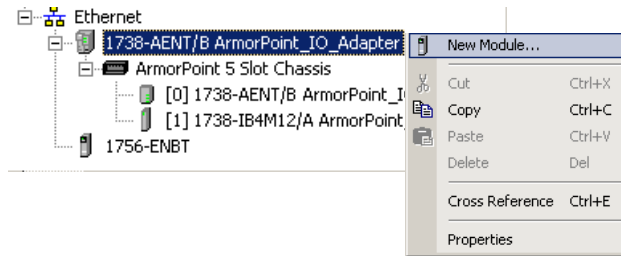 Ethernet
1738-AENT/B ArmorPoint_IO_Adapter
ArmorPoint 5 Slot Chassis
[0] 1738-AENT/B ArmorPoint_I
[1] 1738-IB4M12/A ArmorPoint
1756-ENBT
New Module...
Cut Ctrl+X
Copy Ctrl+C
Paste Ctrl+V
Delete Del
Cross Reference Ctrl+E
Properties